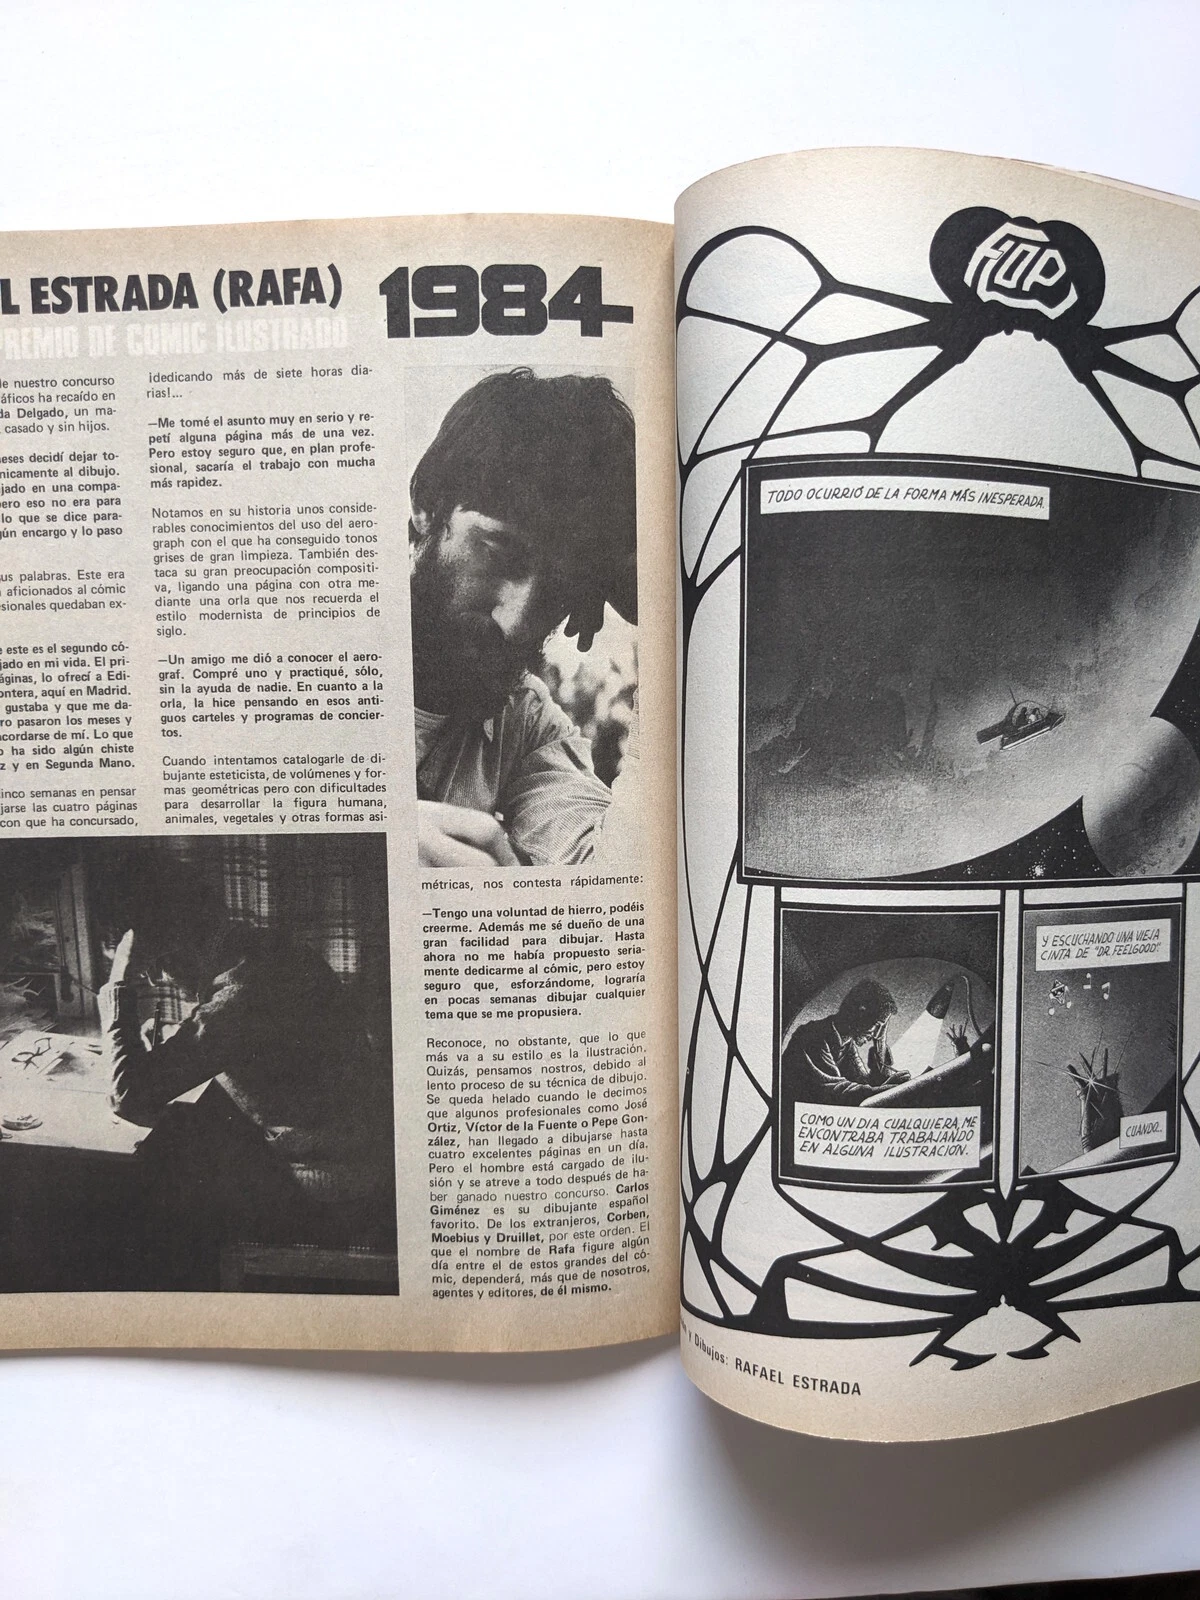 L ESTRADA (RAFA)
PREMIO DE COMIC ILUSTRADO
1984
de nuestro concurso
áficos ha recaído en
da Delgado, un ma-
casado y sin hijos.
eses decidí dejar to-
nicamente al dibujo.
jado en una compa-
pero eso no era para
lo que se dice para-
gún encargo y lo paso
us palabras. Este era
aficionados al cómic
esionales quedaban ex-
e este es el segundo có-
jado en mi vida. El pri-
áginas, lo ofrecí a Edi-
ontera, aquí en Madrid.
gustaba y que me da-
ro pasaron los meses y
cordarse de mí. Lo que
o ha sido algún chiste
z y en Segunda Mano.
inco semanas en pensar
jarse las cuatro páginas
con que ha concursado,
¡dedicando más de siete horas dia-
rias!...
—Me tomé el asunto muy en serio y re-
petí alguna página más de una vez.
Pero estoy seguro que, en plan profe-
sional, sacaría el trabajo con mucha
más rapidez.
Notamos en su historia unos conside-
rables conocimientos del uso del aero-
graph con el que ha conseguido tonos
grises de gran limpieza. También des-
taca su gran preocupación compositi-
va, ligando una página con otra me-
diante una orla que nos recuerda el
estilo modernista de principios de
siglo.
—Un amigo me dió a conocer el aero-
graf. Compré uno y practiqué, sólo,
sin la ayuda de nadie. En cuanto a la
orla, la hice pensando en esos anti-
guos carteles y programas de concier-
tos.
Cuando intentamos catalogarle de di-
bujante esteticista, de volúmenes y for-
mas geométricas pero con dificultades
para desarrollar la figura humana,
animales, vegetales y otras formas asi-
métricas, nos contesta rápidamente:
—Tengo una voluntad de hierro, podéis
creerme. Además me sé dueño de una
gran facilidad para dibujar. Hasta
ahora no me había propuesto seria-
mente dedicarme al cómic, pero estoy
seguro que, esforzándome, lograría
en pocas semanas dibujar cualquier
tema que se me propusiera.
Reconoce, no obstante, que lo que
más va a su estilo es la ilustración.
Quizás, pensamos nostros, debido al
lento proceso de su técnica de dibujo.
Se queda helado cuando le decimos
que algunos profesionales como José
Ortiz, Víctor de la Fuente o Pepe Gon-
zález, han llegado a dibujarse hasta
cuatro excelentes páginas en un día.
Pero el hombre está cargado de ilu-
sión y se atreve a todo después de ha-
ber ganado nuestro concurso. Carlos
Giménez es su dibujante español
favorito. De los extranjeros, Corben,
Moebius y Druillet, por este orden. El
que el nombre de Rafa figure algún
día entre el de estos grandes del có-
mic, dependerá, más que de nosotros,
agentes y editores, de él mismo.
FLOP
TODO OCURRIÓ DE LA FORMA MÁS INESPERADA.
COMO UN DIA CUALQUIERA, ME
ENCONTRABA TRABAJANDO
EN ALGUNA ILUSTRACION.
Y ESCUCHANDO UNA VIEJA
CINTA DE "DR. FEELGOOD".
CUANDO...
y Dibujos: RAFAEL ESTRADA